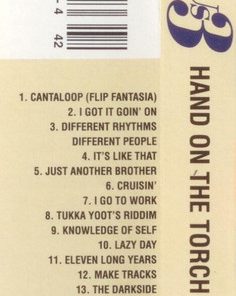 - 4 42
US3
HAND ON THE TORCH
1. CANTALOOP (FLIP FANTASIA)
2. I GOT IT GOIN' ON
3. DIFFERENT RHYTHMS
DIFFERENT PEOPLE
4. IT'S LIKE THAT
5. JUST ANOTHER BROTHER
6. CRUISIN'
7. I GO TO WORK
8. TUKKA YOOT'S RIDDIM
9. KNOWLEDGE OF SELF
10. LAZY DAY
11. ELEVEN LONG YEARS
12. MAKE TRACKS
13. THE DARKSIDE